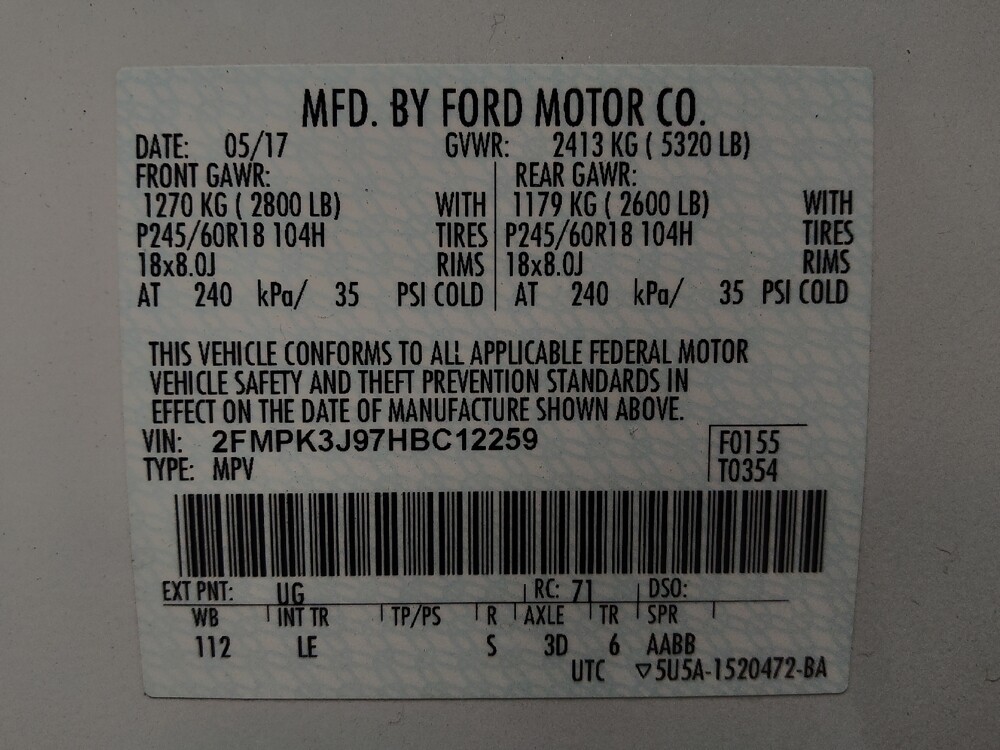 MFD. BY FORD MOTOR CO.
DATE: 05/17 GVWR: 2413 KG ( 5320 LB)
FRONT GAWR: REAR GAWR:
1270 KG ( 2800 LB) WITH 1179 KG ( 2600 LB) WITH
P245/60R18 104H TIRES P245/60R18 104H TIRES
18x8.0J RIMS 18x8.0J RIMS
AT 240 kPa/ 35 PSI COLD AT 240 kPa/ 35 PSI COLD
THIS VEHICLE CONFORMS TO ALL APPLICABLE FEDERAL MOTOR
VEHICLE SAFETY AND THEFT PREVENTION STANDARDS IN
EFFECT ON THE DATE OF MANUFACTURE SHOWN ABOVE.
VIN: 2FMPK3J97HBC12259 F0155
TYPE: MPV T0354
EXT PNT: UG RC: 71 DSO:
WB INT TR TP/PS R AXLE TR SPR
112 LE S 3D 6 AABB
UTC ▽5U5A-1520472-BA